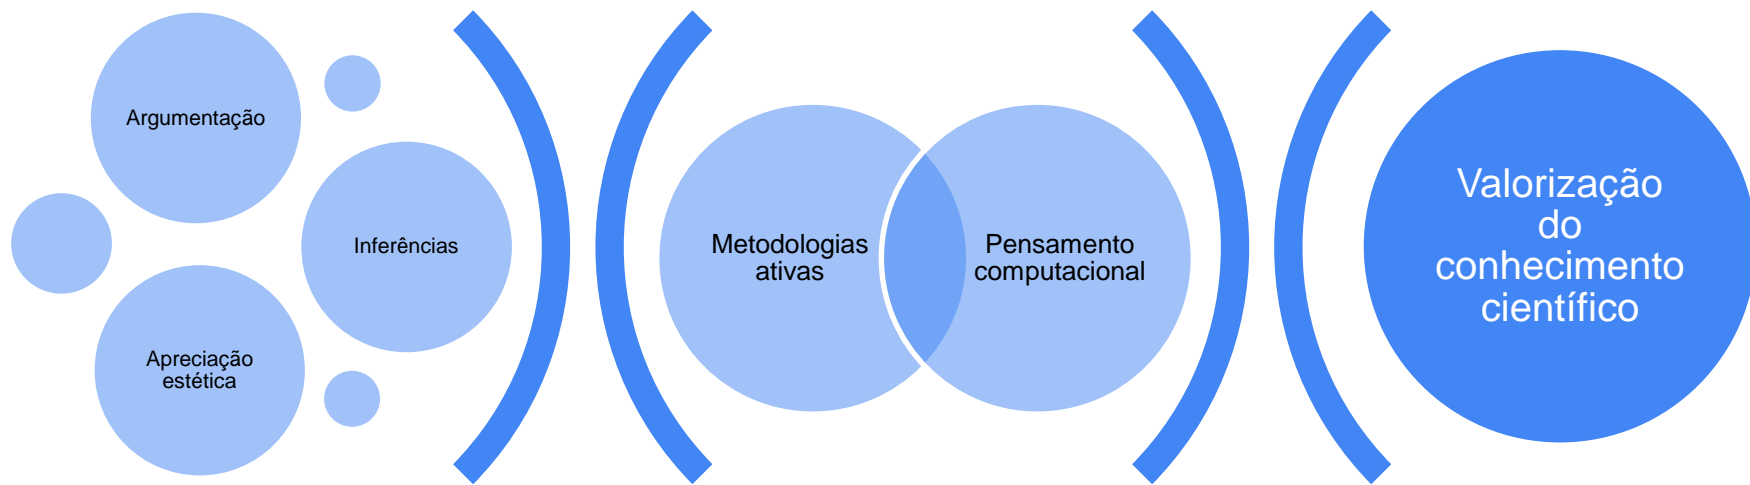 Argumentação
Inferências
Apreciação
estética
Metodologias
ativas
Pensamento
computacional
Valorização
do
conhecimento
científico